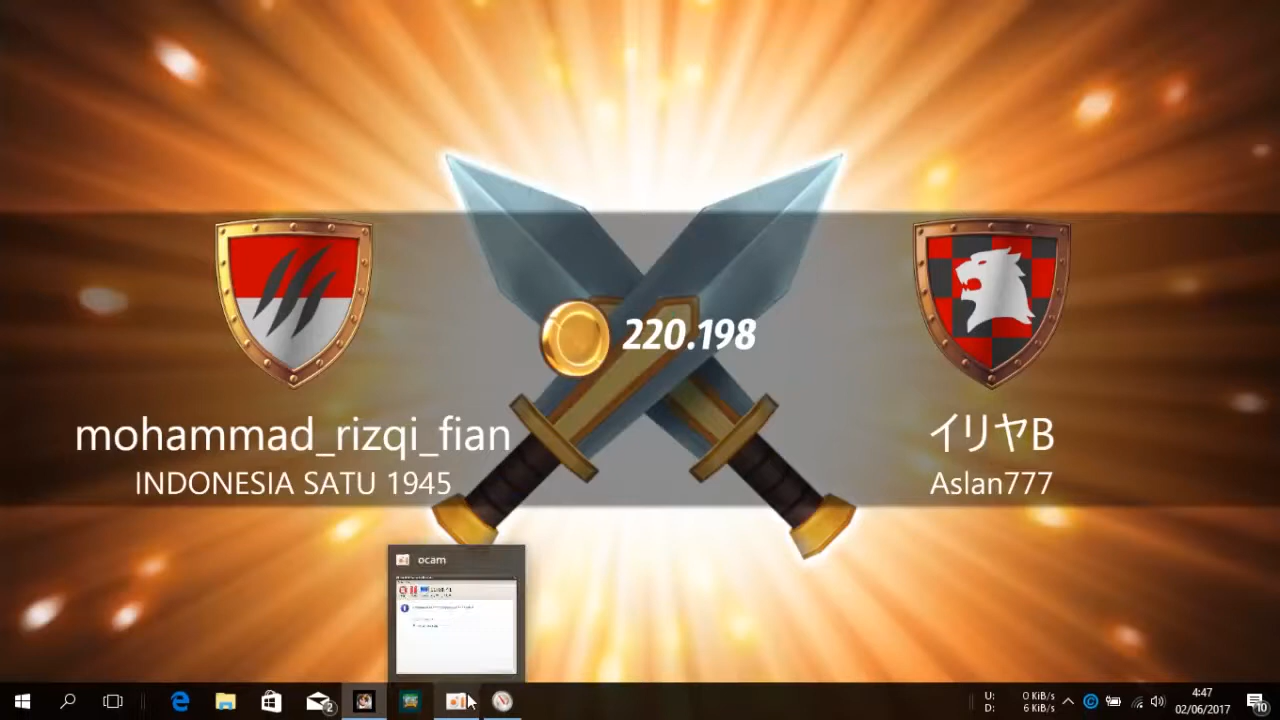 220.198
mohammad_rizqi_fian
INDONESIA SATU 1945
イリヤB
Aslan777
ocam
2
U: 0 KiB/s
D: 6 KiB/s
4:47
02/06/2017
10